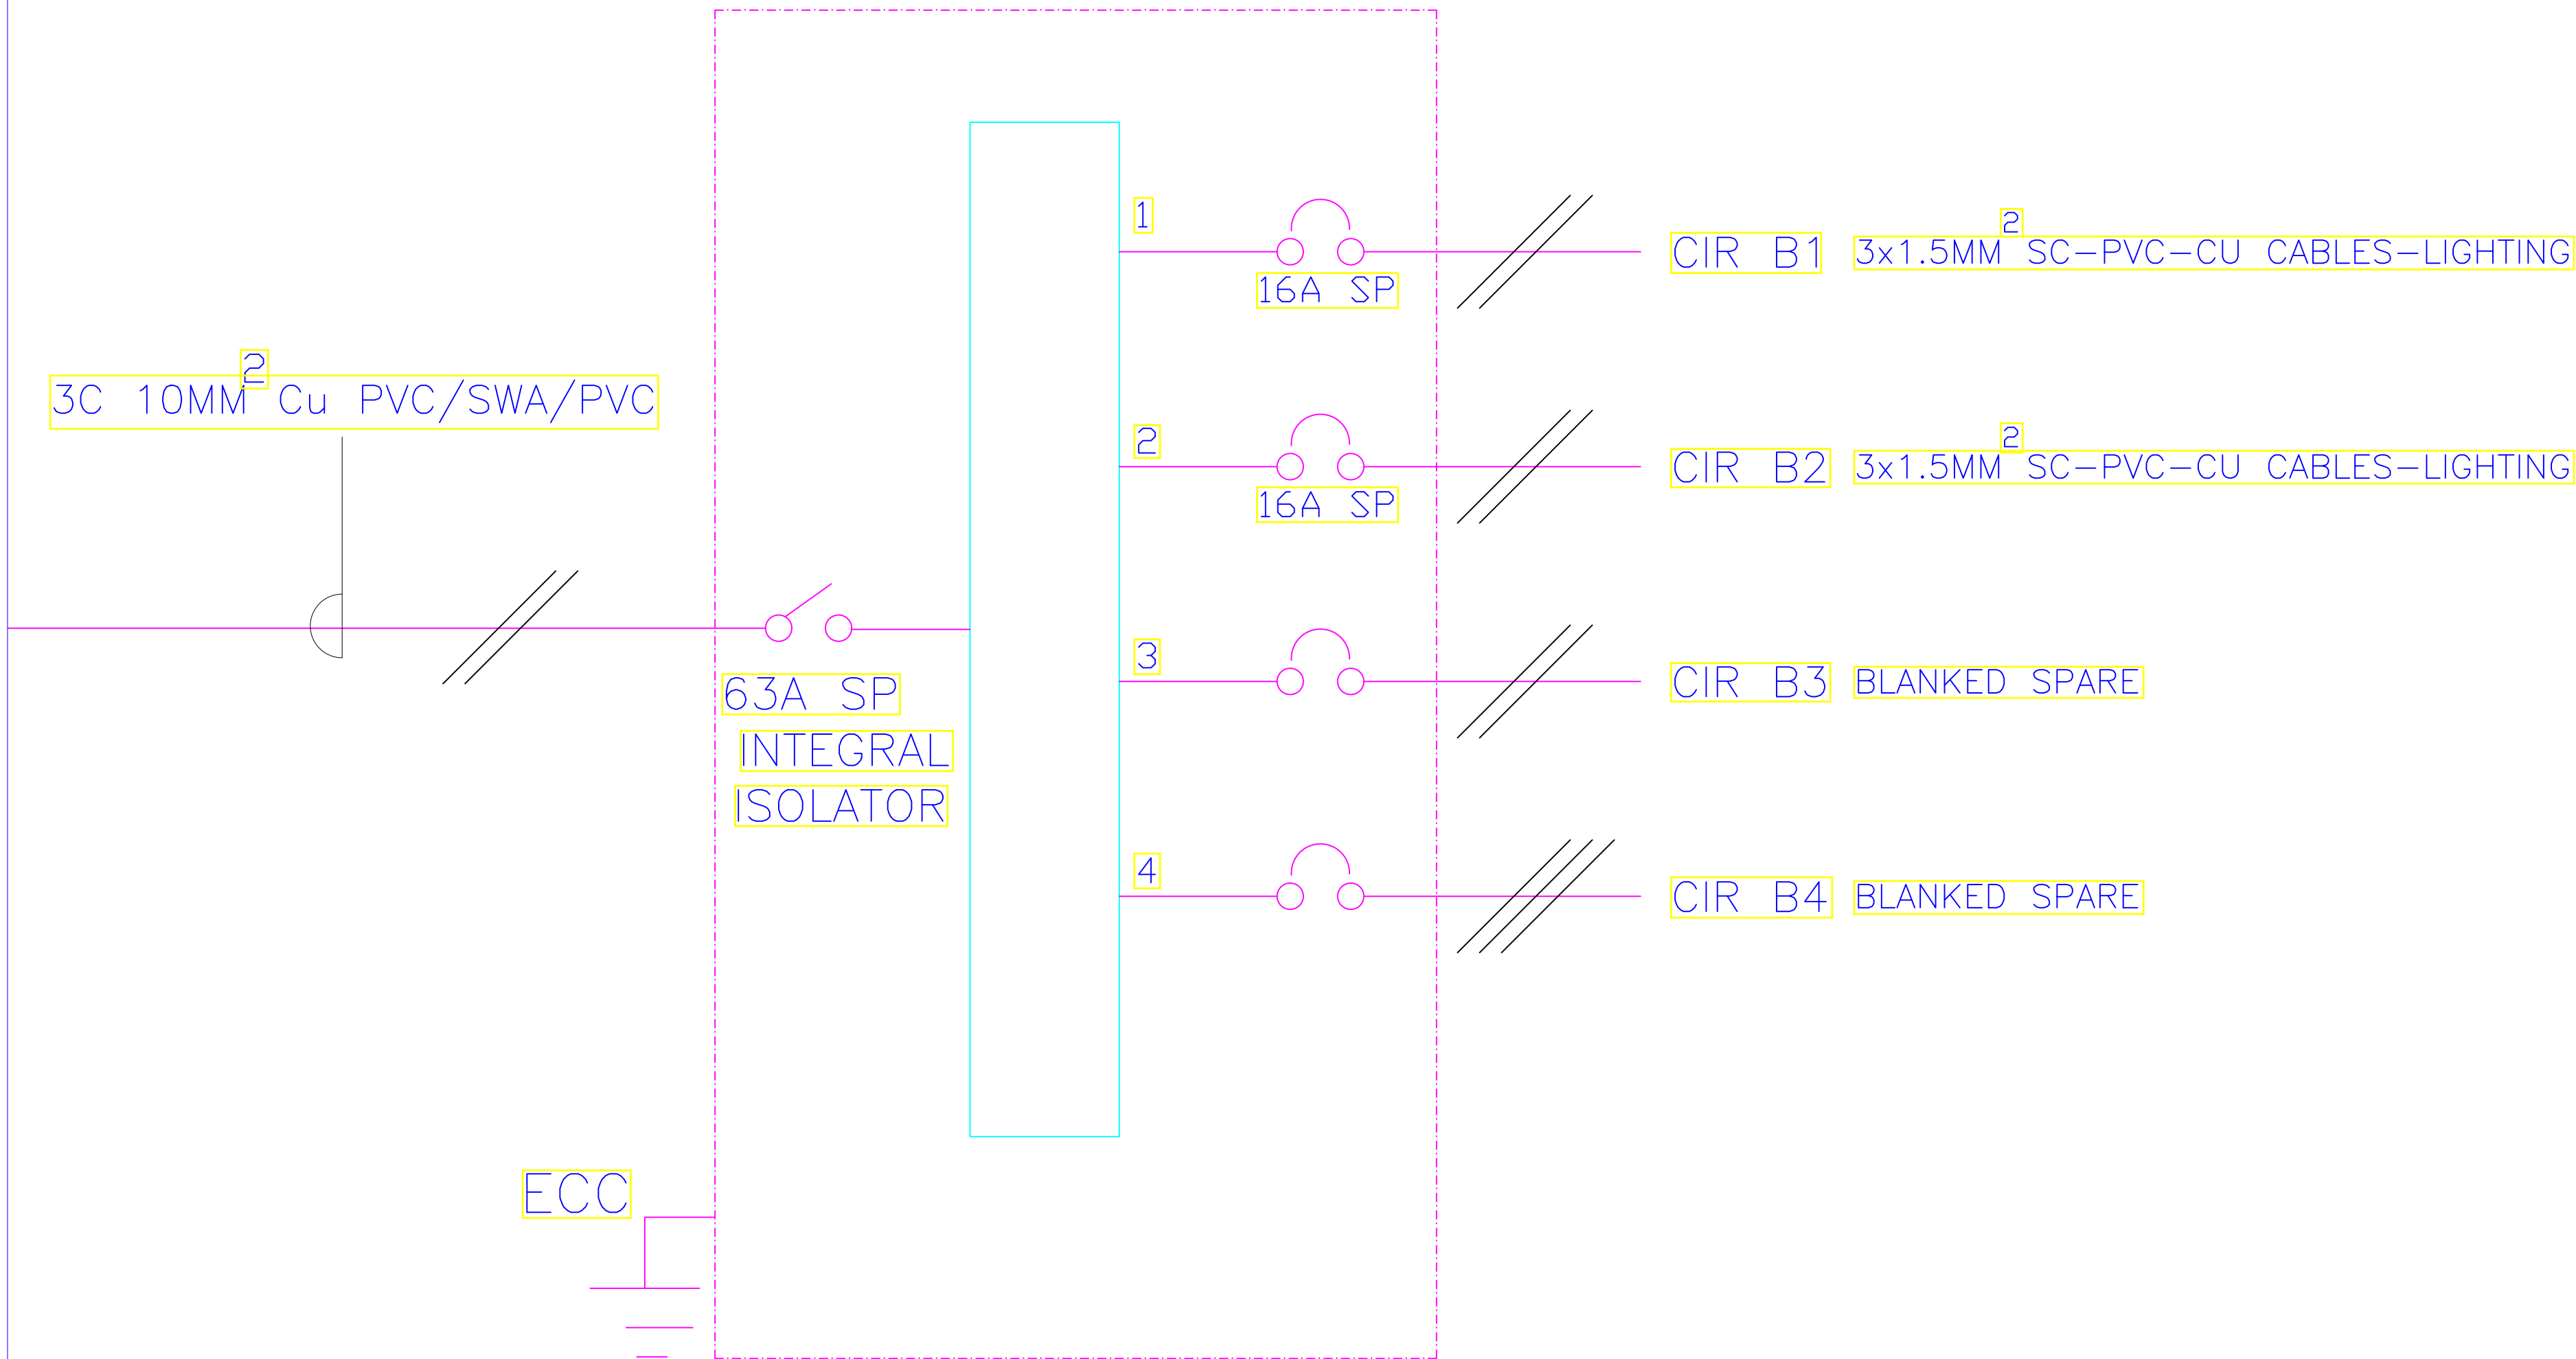 1
16A SP
CIR B1
2
3x1.5MM SC-PVC-CU CABLES-LIGHTING
2
3C 10MM Cu PVC/SWA/PVC
2
16A SP
CIR B2
2
3x1.5MM SC-PVC-CU CABLES-LIGHTING
63A SP
INTEGRAL
ISOLATOR
3
CIR B3
BLANKED SPARE
4
CIR B4
BLANKED SPARE
ECC